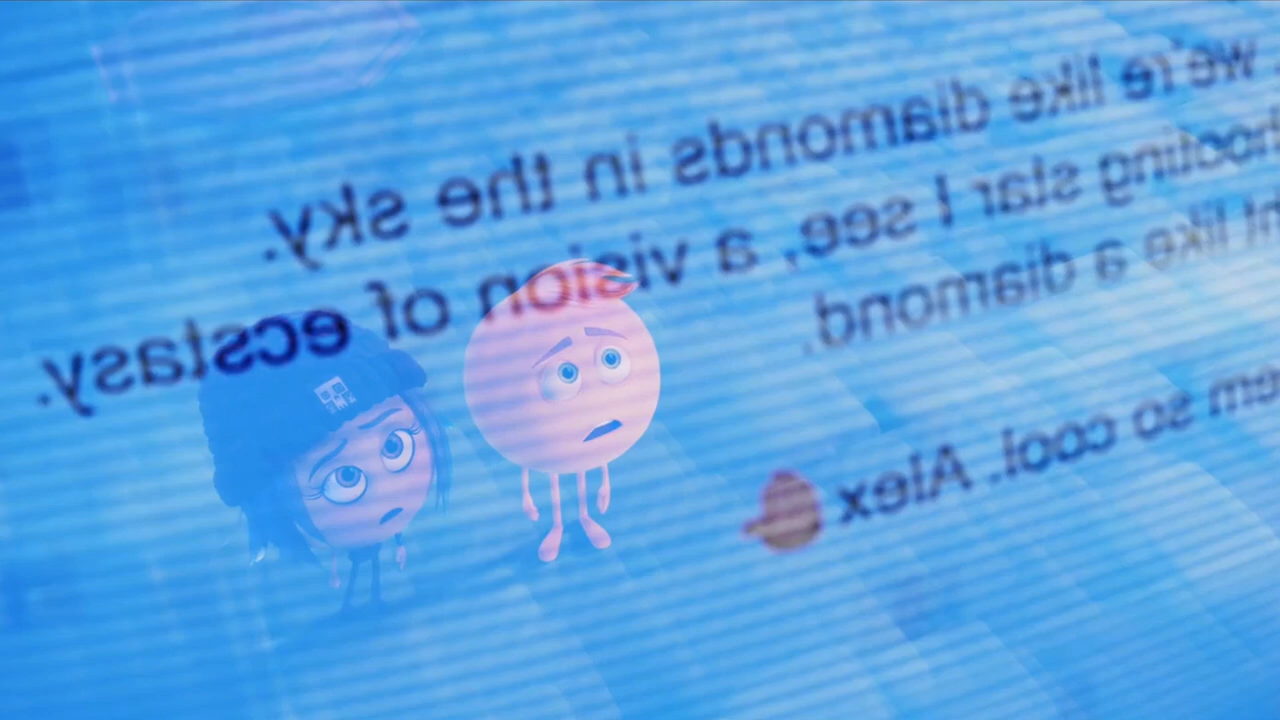 we're like diamonds in the sky.
star I see, a vision of ecstasy.
like a diamond.
so cool. Alex